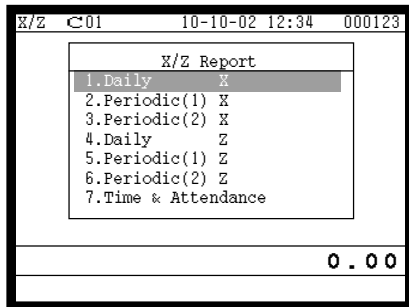 X/Z C01 10-10-02 12:34 000123
X/Z Report
1.Daily X
2.Periodic(1) X
3.Periodic(2) X
4.Daily Z
5.Periodic(1) Z
6.Periodic(2) Z
7.Time & Attendance
0.00